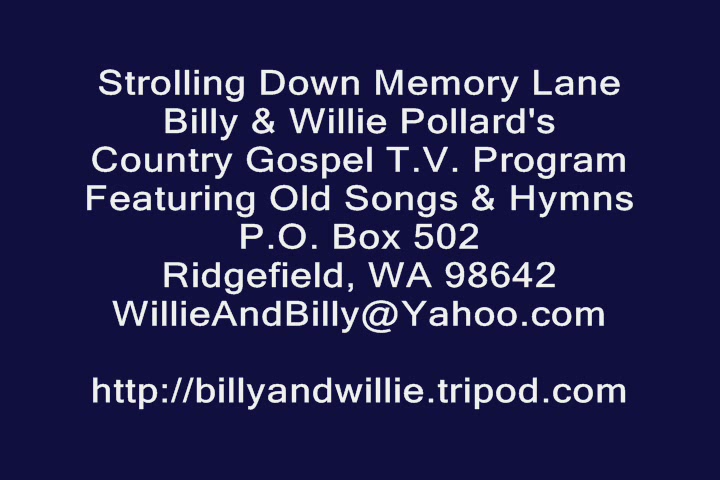 Strolling Down Memory Lane
Billy & Willie Pollard's
Country Gospel T.V. Program
Featuring Old Songs & Hymns
P.O. Box 502
Ridgefield, WA 98642
WillieAndBilly@Yahoo.com
http://billyandwillie.tripod.com